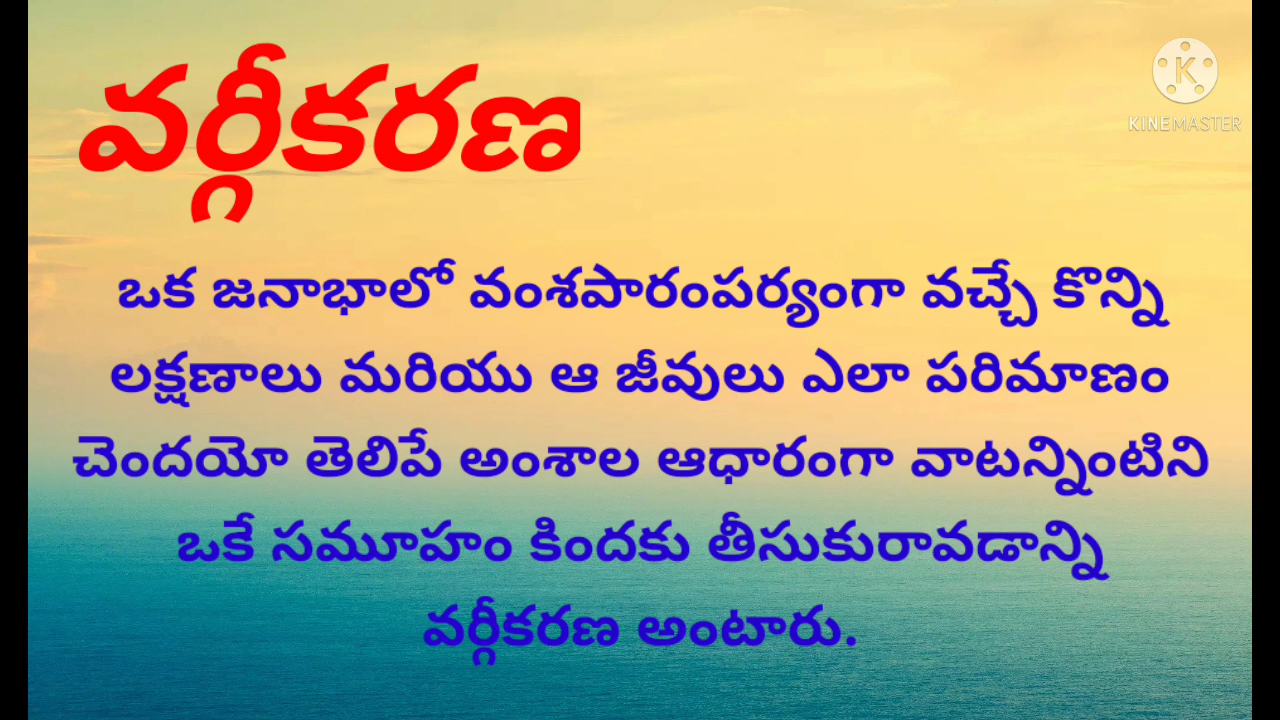 వర్గీకరణ
KINEMASTER
ఒక జనాభాలో వంశపారంపర్యంగా వచ్చే కొన్ని
లక్షణాలు మరియు ఆ జీవులు ఎలా పరిమాణం
చెందయో తెలిపే అంశాల ఆధారంగా వాటన్నింటిని
ఒకే సమూహం కిందకు తీసుకురావడాన్ని
వర్గీకరణ అంటారు.